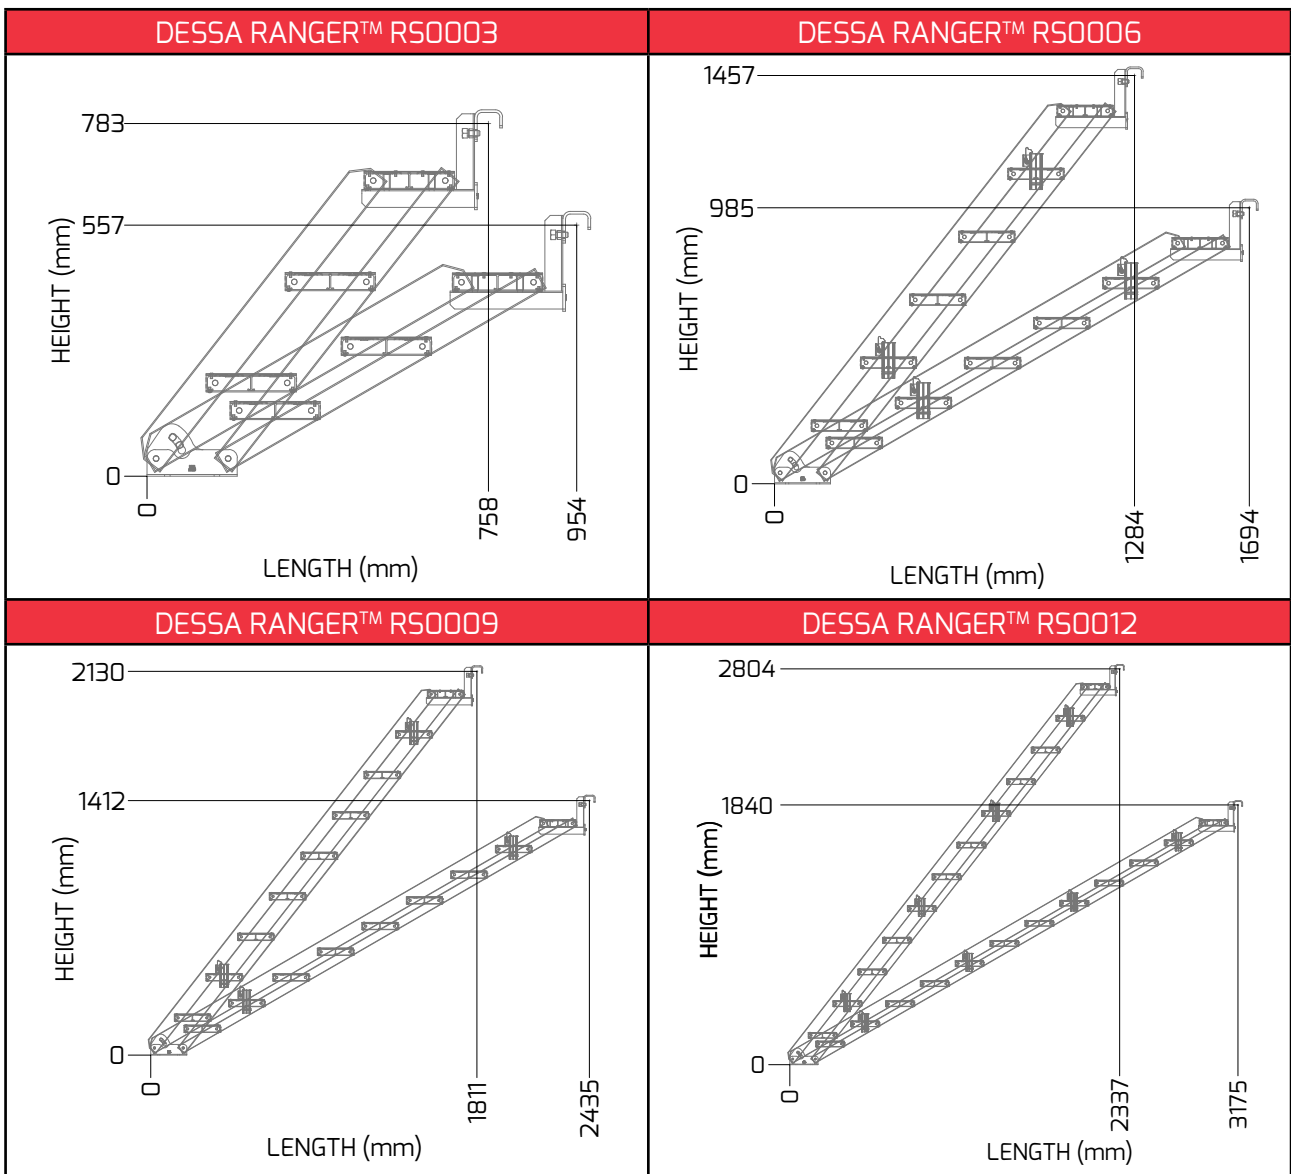 DESSA RANGER™ RS0003
783
557
0
HEIGHT (mm)
0
758
954
LENGTH (mm)
DESSA RANGER™ RS0006
1457
985
0
HEIGHT (mm)
0
1284
1694
LENGTH (mm)
DESSA RANGER™ RS0009
2130
1412
0
HEIGHT (mm)
0
1811
2435
LENGTH (mm)
DESSA RANGER™ RS0012
2804
1840
0
HEIGHT (mm)
0
2337
3175
LENGTH (mm)